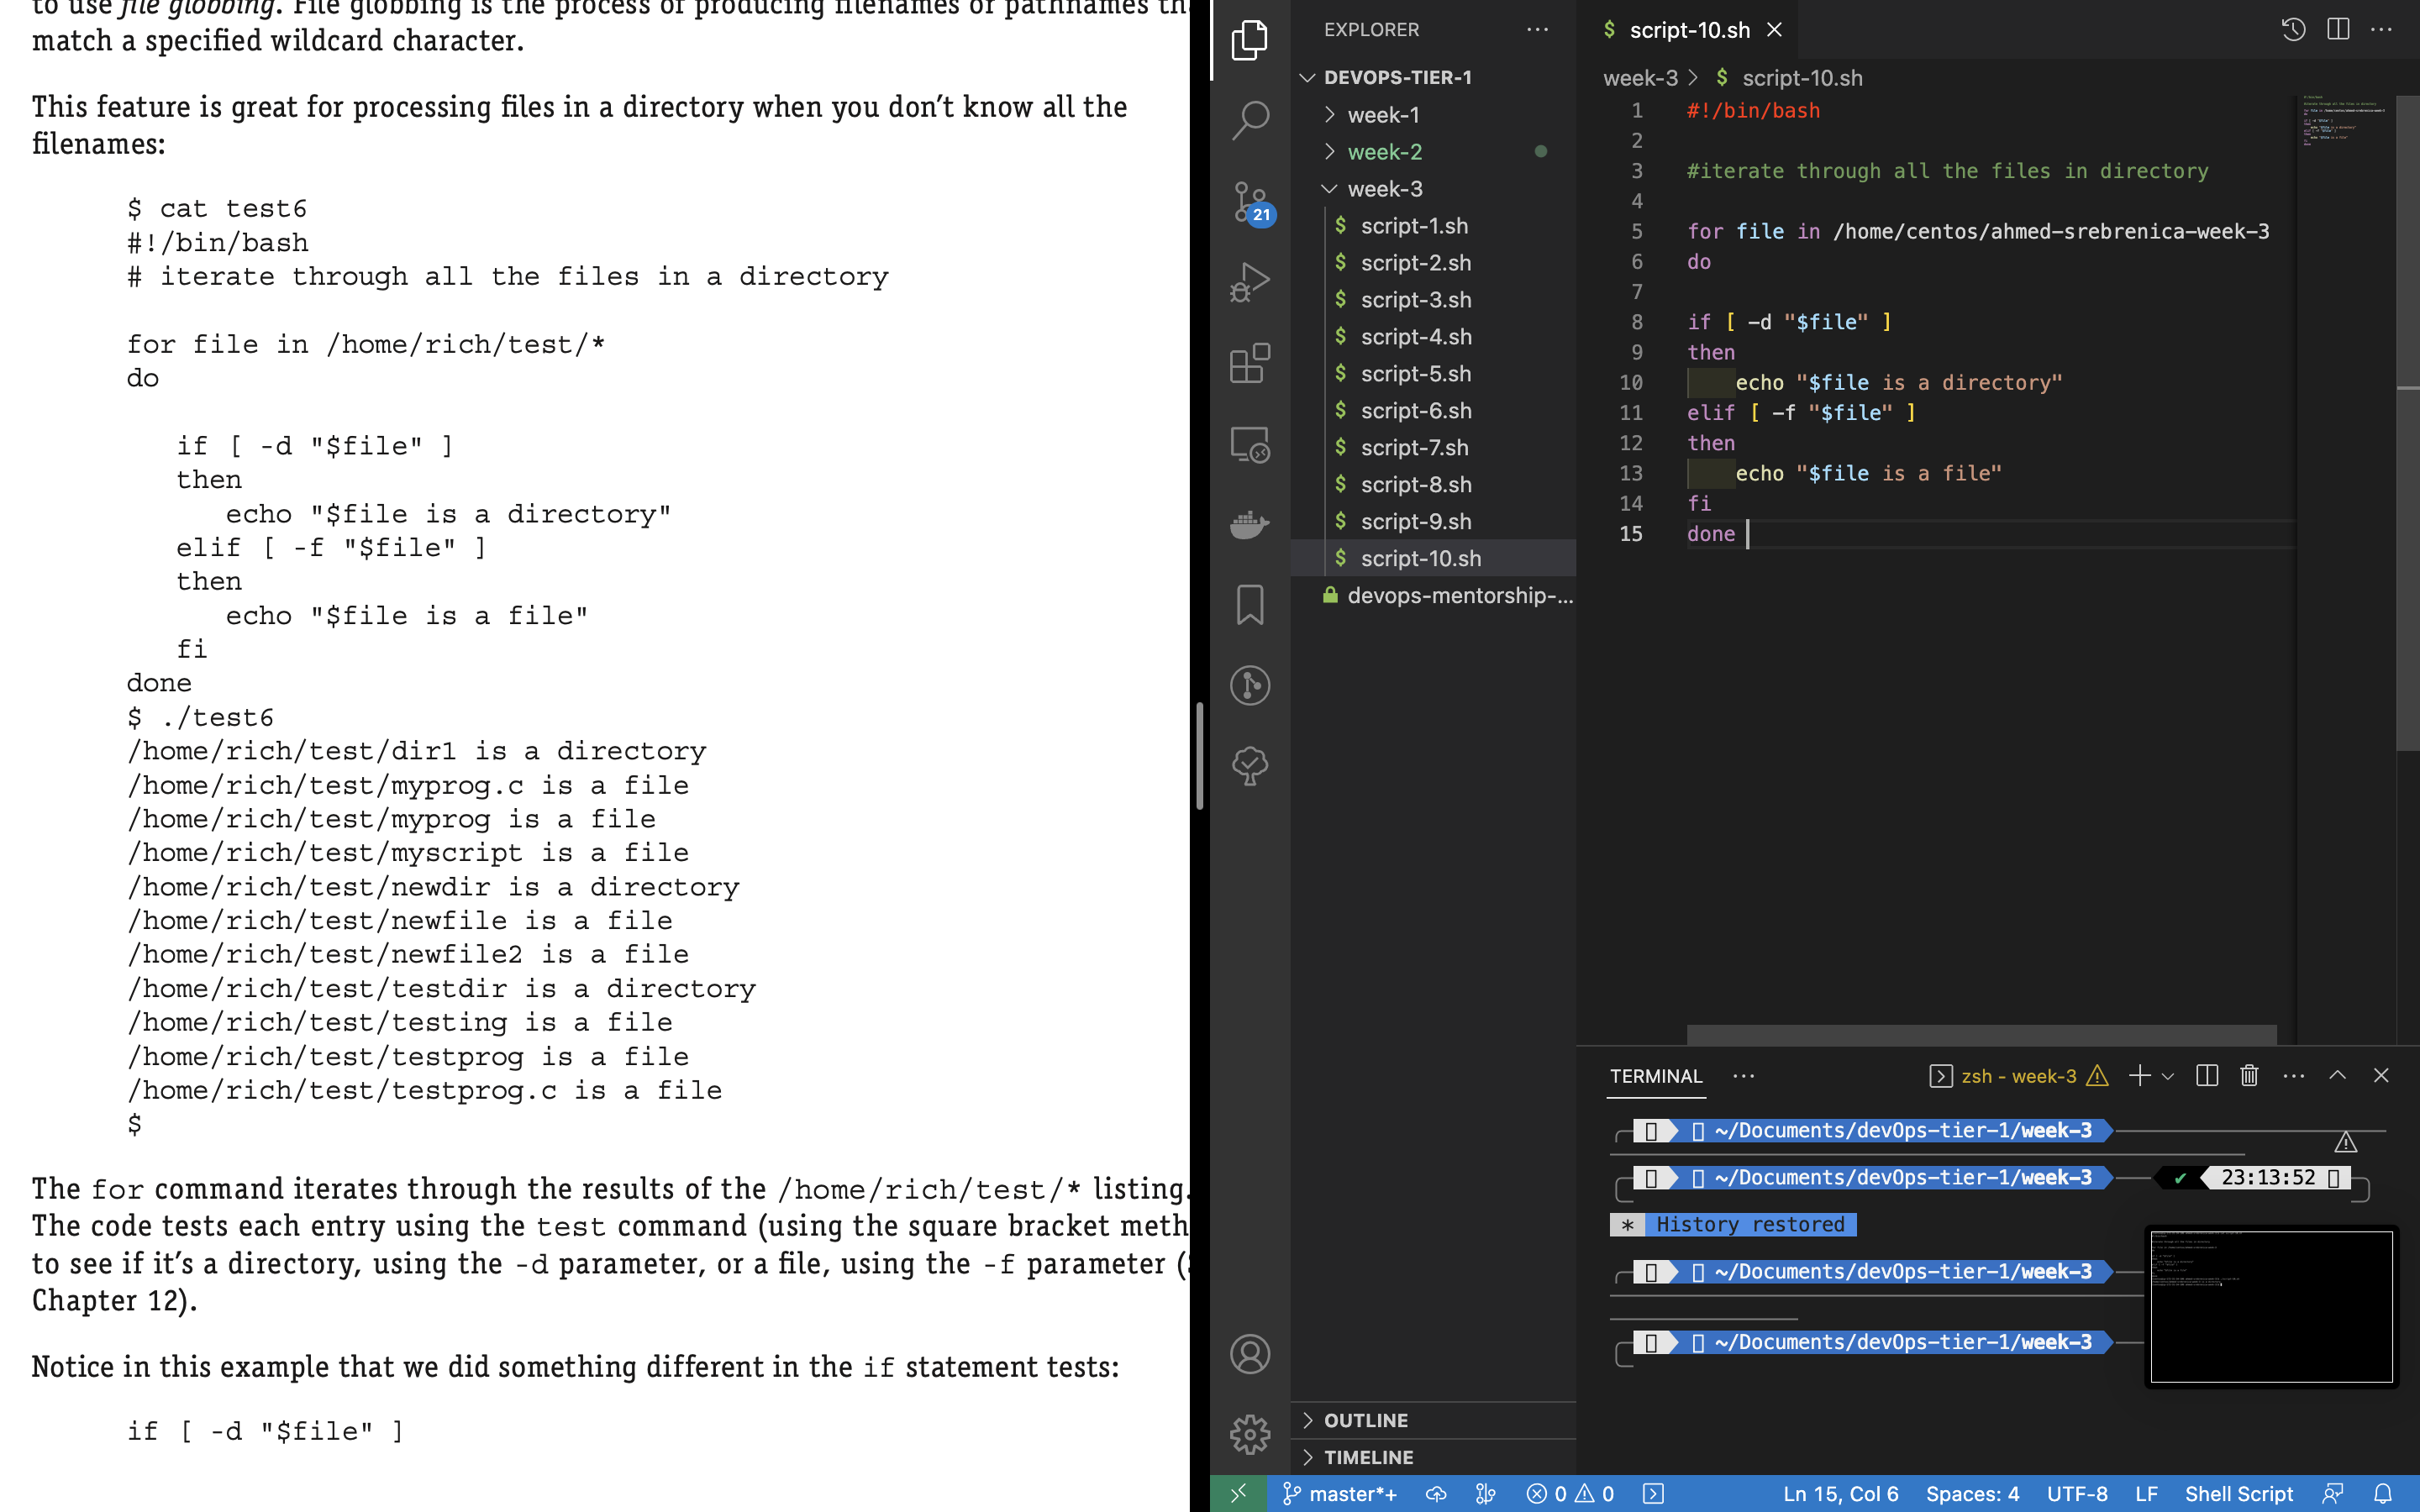 to use file globbing. File globbing is the process of producing filenames or pathnames
match a specified wildcard character.
This feature is great for processing files in a directory when you don't know all the
filenames:
$ cat test6
#!/bin/bash
# iterate through all the files in a directory
for file in /home/rich/test/*
do
if [ -d "$file" ]
then
echo "$file is a directory"
elif [ -f "$file" ]
then
echo "$file is a file"
fi
done
$ ./test6
/home/rich/test/dir1 is a directory
/home/rich/test/myprog.c is a file
/home/rich/test/myprog is a file
/home/rich/test/myscript is a file
/home/rich/test/newdir is a directory
/home/rich/test/newfile is a file
/home/rich/test/newfile2 is a file
/home/rich/test/testdir is a directory
/home/rich/test/testing is a file
/home/rich/test/testprog is a file
/home/rich/test/testprog.c is a file
$
The for command iterates through the results of the /home/rich/test/* listing.
The code tests each entry using the test command (using the square bracket meth
to see if it's a directory, using the -d parameter, or a file, using the -f parameter (
Chapter 12).
Notice in this example that we did something different in the if statement tests:
if [ -d "$file" ]
21
EXPLORER
DEVOPS-TIER-1
week-1
week-2
week-3
$ script-1.sh
$ script-2.sh
$ script-3.sh
$ script-4.sh
$ script-5.sh
$ script-6.sh
$ script-7.sh
$ script-8.sh
$ script-9.sh
$ script-10.sh
devops-mentorship-...
OUTLINE
TIMELINE
$ script-10.sh
week-3 > $ script-10.sh
1 #!/bin/bash
2
3 #iterate through all the files in directory
4
5 for file in /home/centos/ahmed-srebrenica-week-3
6 do
7
8 if [ -d "$file" ]
9 then
10 echo "$file is a directory"
11 elif [ -f "$file" ]
12 then
13 echo "$file is a file"
14 fi
15 done
TERMINAL
zsh - week-3
~/Documents/devOps-tier-1/week-3
~/Documents/devOps-tier-1/week-3 ✔ 23:13:52
* History restored
~/Documents/devOps-tier-1/week-3
~/Documents/devOps-tier-1/week-3
master*+ 0 0 Ln 15, Col 6 Spaces: 4 UTF-8 LF Shell Script